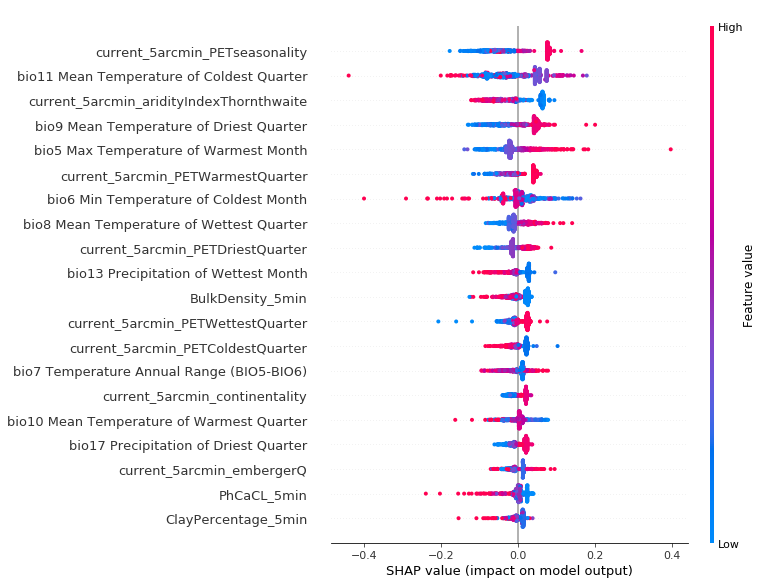 High
current_5arcmin_PETseasonality
bio11 Mean Temperature of Coldest Quarter
current_5arcmin_aridityIndexThornthwaite
bio9 Mean Temperature of Driest Quarter
bio5 Max Temperature of Warmest Month
current_5arcmin_PETWarmestQuarter
bio6 Min Temperature of Coldest Month
bio8 Mean Temperature of Wettest Quarter
current_5arcmin_PETDriestQuarter
bio13 Precipitation of Wettest Month
BulkDensity_5min
current_5arcmin_PETWettestQuarter
current_5arcmin_PETColdestQuarter
bio7 Temperature Annual Range (BIO5-BIO6)
current_5arcmin_continentality
bio10 Mean Temperature of Warmest Quarter
bio17 Precipitation of Driest Quarter
current_5arcmin_embergerQ
PhCaCL_5min
ClayPercentage_5min
Feature value
Low
−0.4 −0.2 0.0 0.2 0.4
SHAP value (impact on model output)